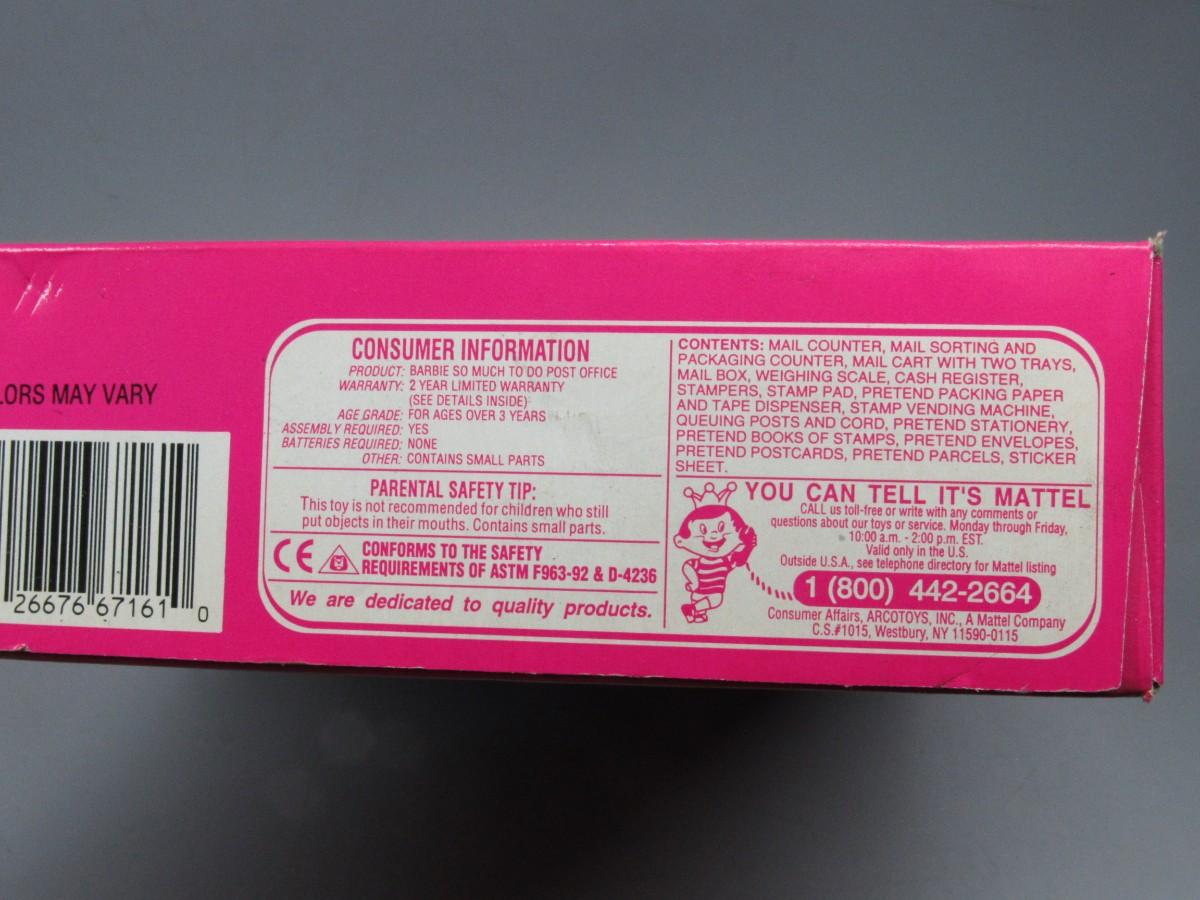 LORS MAY VARY
26676 67161 0
CONSUMER INFORMATION
PRODUCT: BARBIE SO MUCH TO DO POST OFFICE
WARRANTY: 2 YEAR LIMITED WARRANTY
(SEE DETAILS INSIDE)
AGE GRADE: FOR AGES OVER 3 YEARS
ASSEMBLY REQUIRED: YES
BATTERIES REQUIRED: NONE
OTHER: CONTAINS SMALL PARTS
PARENTAL SAFETY TIP:
This toy is not recommended for children who still
put objects in their mouths. Contains small parts.
CE CONFORMS TO THE SAFETY
REQUIREMENTS OF ASTM F963-92 & D-4236
We are dedicated to quality products.
CONTENTS: MAIL COUNTER, MAIL SORTING AND
PACKAGING COUNTER, MAIL CART WITH TWO TRAYS,
MAIL BOX, WEIGHING SCALE, CASH REGISTER,
STAMPERS, STAMP PAD, PRETEND PACKING PAPER
AND TAPE DISPENSER, STAMP VENDING MACHINE,
QUEUING POSTS AND CORD, PRETEND STATIONERY,
PRETEND BOOKS OF STAMPS, PRETEND ENVELOPES,
PRETEND POSTCARDS, PRETEND PARCELS, STICKER
SHEET.
YOU CAN TELL IT'S MATTEL
CALL us toll-free or write with any comments or
questions about our toys or service. Monday through Friday,
10:00 a.m. - 2:00 p.m. EST.
Valid only in the U.S.
Outside U.S.A., see telephone directory for Mattel listing
1 (800) 442-2664
Consumer Affairs, ARCOTOYS, INC., A Mattel Company
C.S.#1015, Westbury, NY 11590-0115